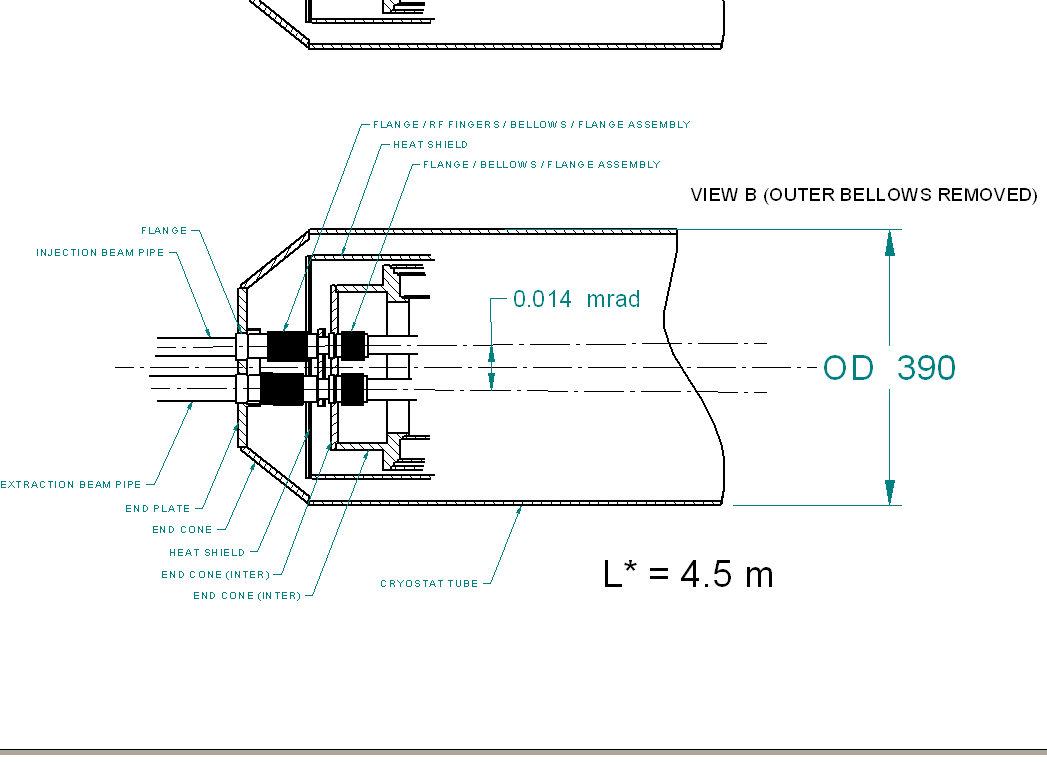 FLANGE / RF FINGERS / BELLOWS / FLANGE ASSEMBLY
HEAT SHIELD
FLANGE / BELLOWS / FLANGE ASSEMBLY
VIEW B (OUTER BELLOWS REMOVED)
FLANGE
INJECTION BEAM PIPE
0.014 mrad
OD 390
EXTRACTION BEAM PIPE
END PLATE
END CONE
HEAT SHIELD
END CONE (INTER)
CRYOSTAT TUBE
END CONE (INTER)
L* = 4.5 m